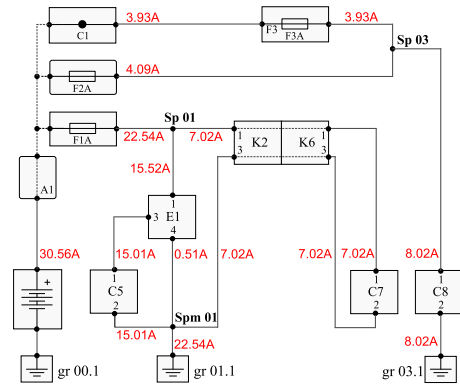 3.93A 3.93A
C1 F3 F3A
Sp 03
4.09A
F2A
Sp 01
F1A 22.54A 7.02A
1 3 K2 K6 1 3
15.52A
A1
1
3 E1
4
30.56A 15.01A 0.51A 7.02A 7.02A 7.02A 8.02A
+
1 C5 2
1 C7 2
1 C8 2
Spm 01
15.01A
22.54A
8.02A
gr 00.1 gr 01.1 gr 03.1